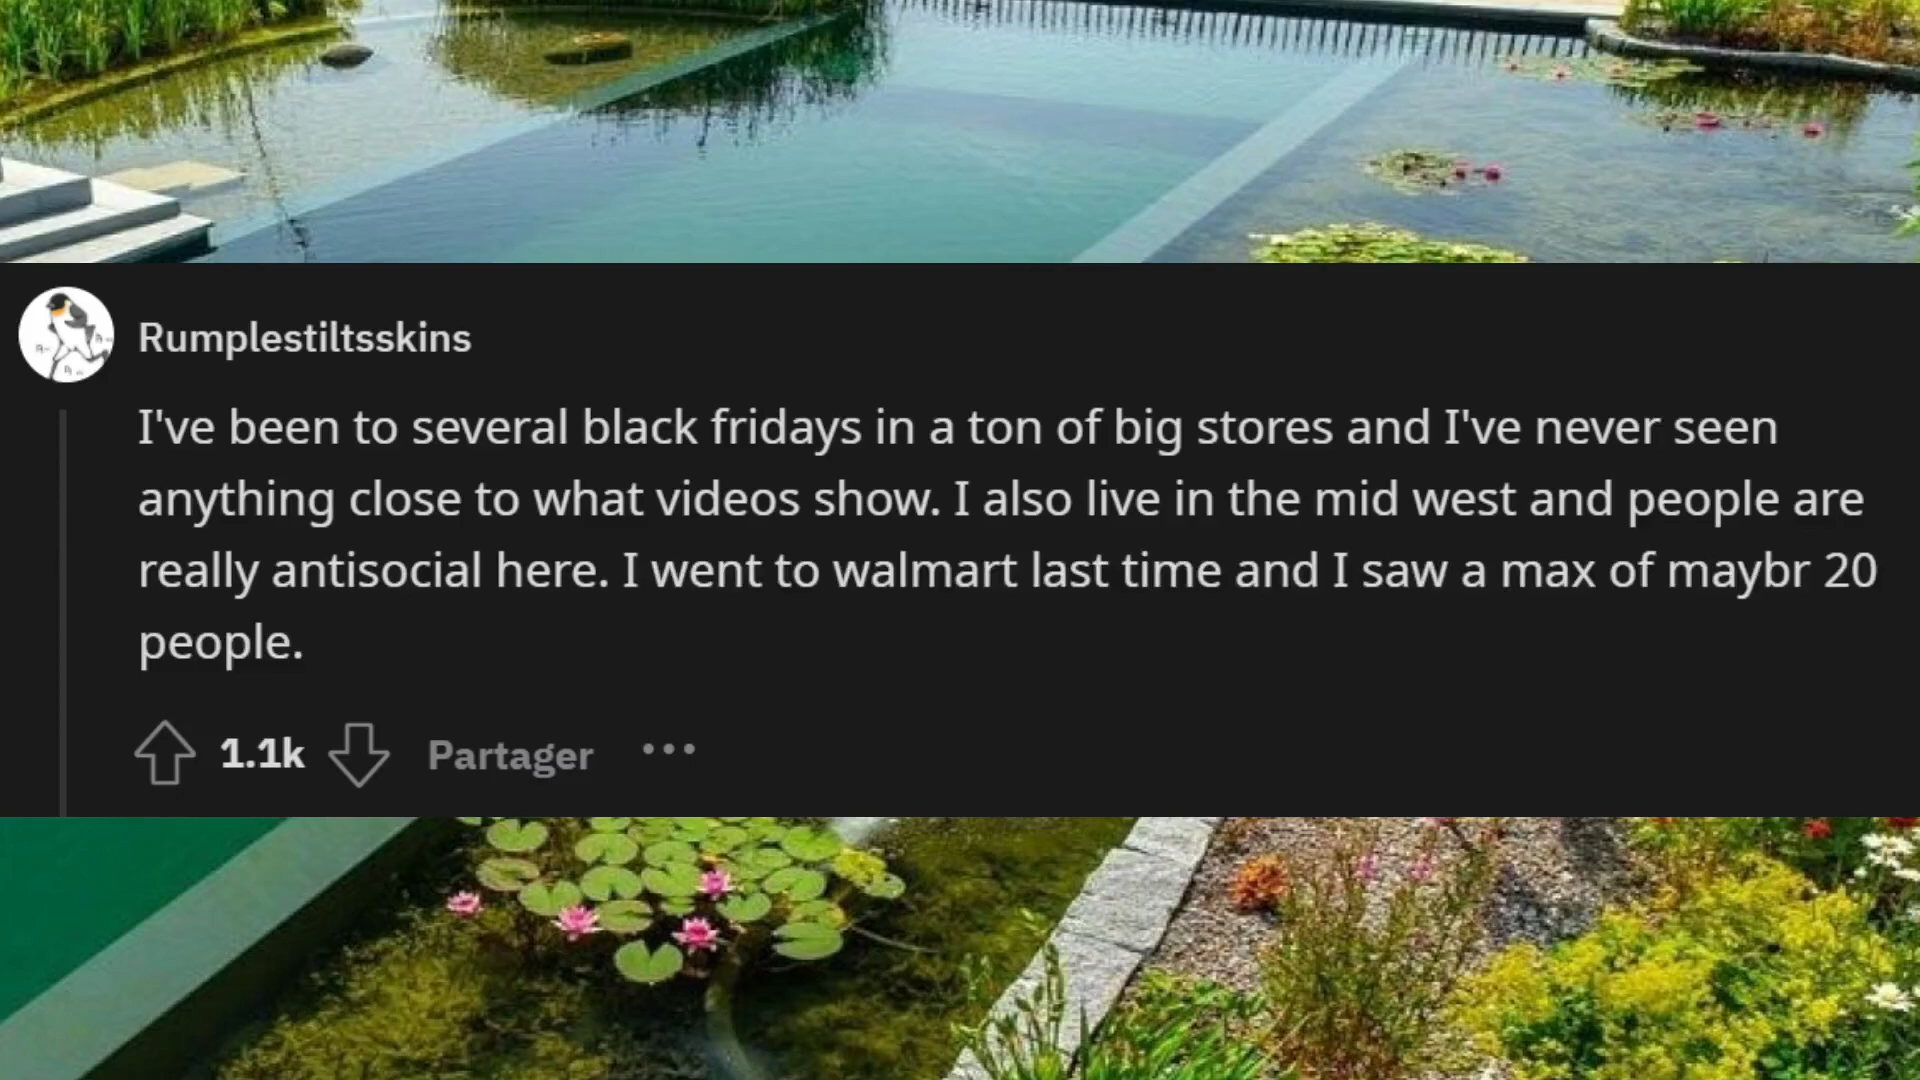 Rumplestiltsskins
I've been to several black fridays in a ton of big stores and I've never seen
anything close to what videos show. I also live in the mid west and people are
really antisocial here. I went to walmart last time and I saw a max of maybr 20
people.
1.1k Partager ...